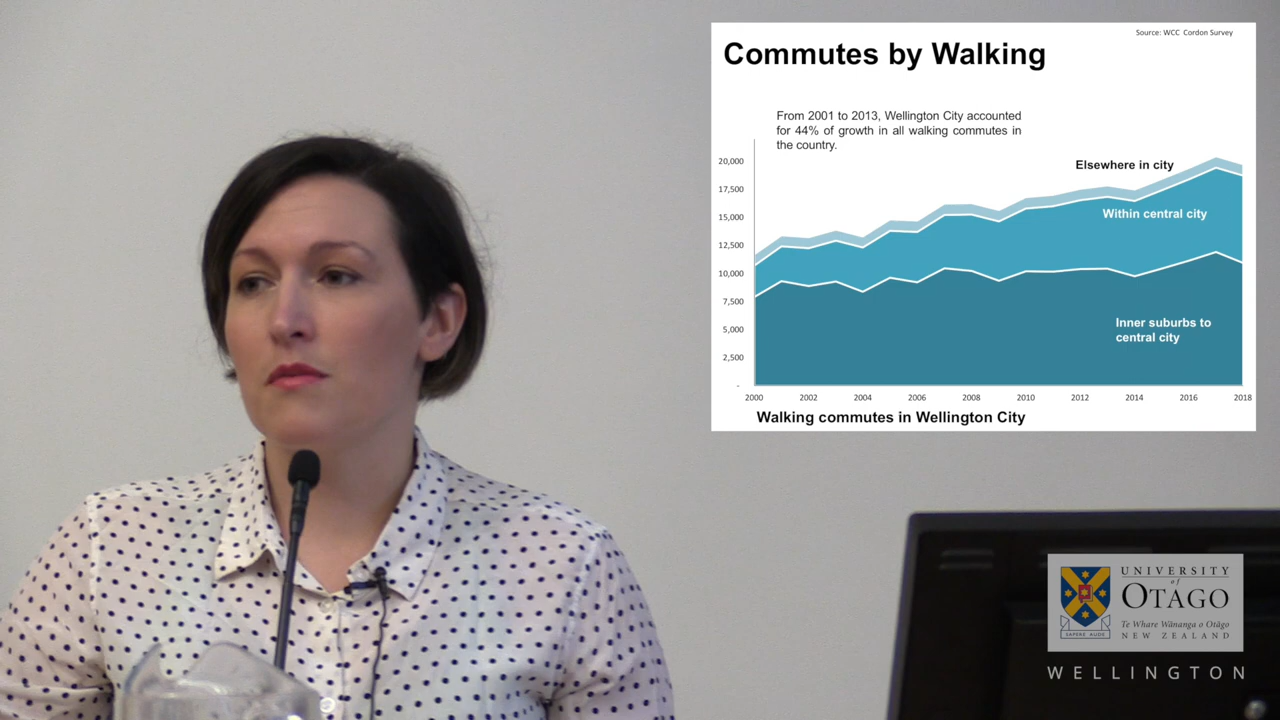 Source: WCC Cordon Survey
Commutes by Walking
From 2001 to 2013, Wellington City accounted
for 44% of growth in all walking commutes in
the country.
20,000
17,500
15,000
12,500
10,000
7,500
5,000
2,500
-
Elsewhere in city
Within central city
Inner suburbs to
central city
2000 2002 2004 2006 2008 2010 2012 2014 2016 2018
Walking commutes in Wellington City
UNIVERSITY
of
OTAGO
Te Whare Wānanga o Otāgo
NEW ZEALAND
SAPERE AUDE
WELLINGTON